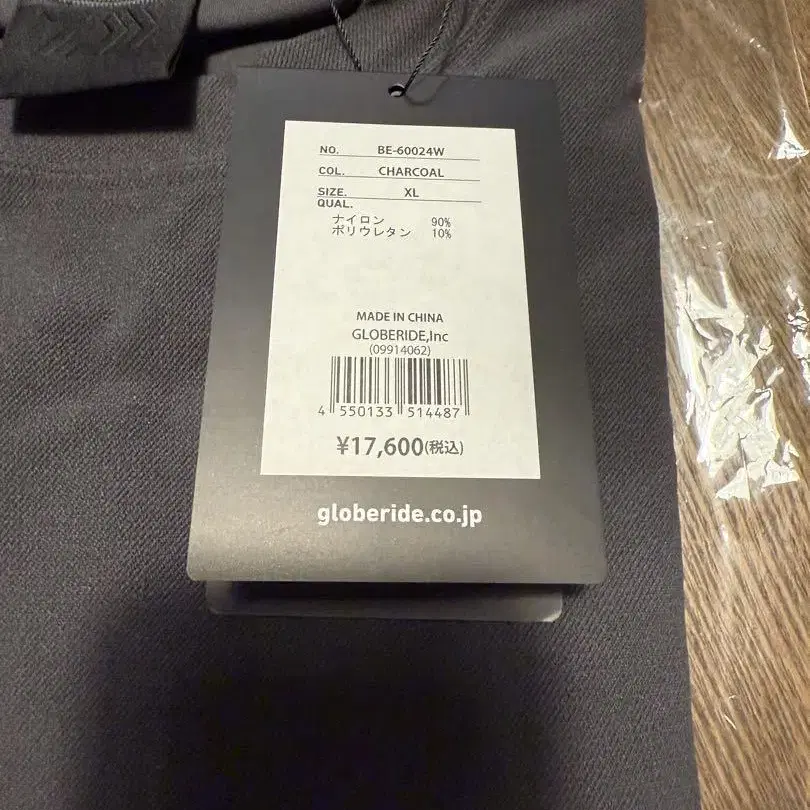 NO. BE-60024W
COL. CHARCOAL
SIZE. XL
QUAL.
ナイロン 90%
ポリウレタン 10%
MADE IN CHINA
GLOBERIDE,Inc
(09914062)
4 550133 514487
¥17,600(税込)
globeride.co.jp